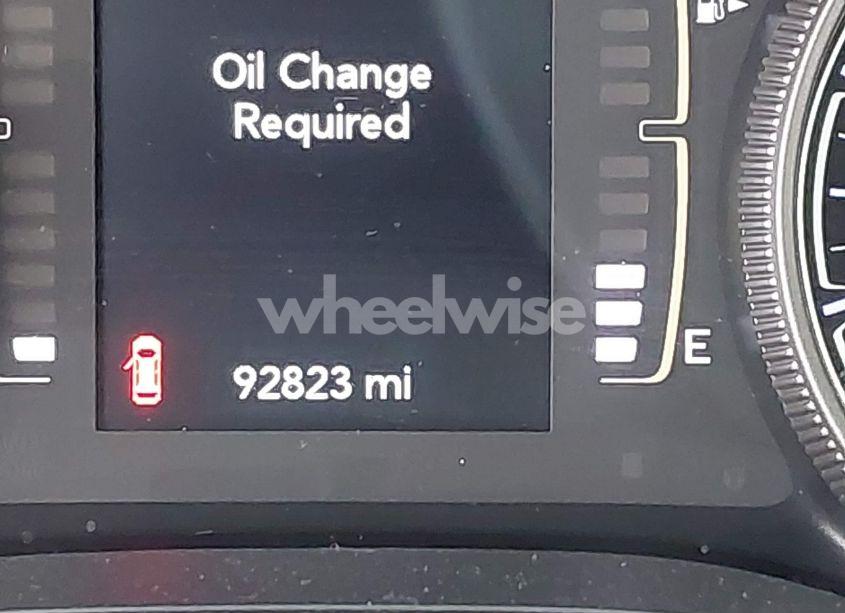 Oil Change
Required
wheelwise
E
92823 mi